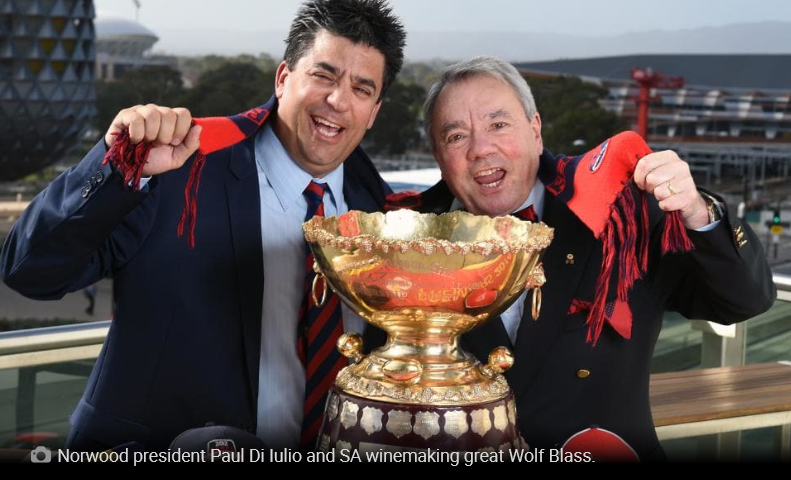 Norwood president Paul Di Iulio and SA winemaking great Wolf Blass.